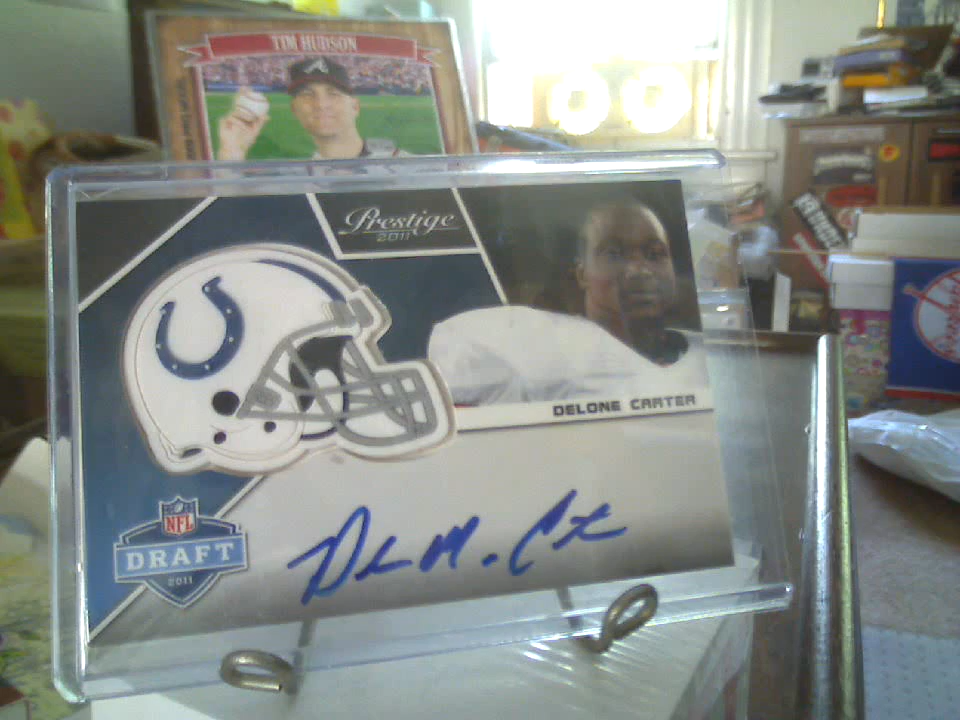 TIM HUDSON
Prestige
2011
DELONE CARTER
NFL
DRAFT
2011